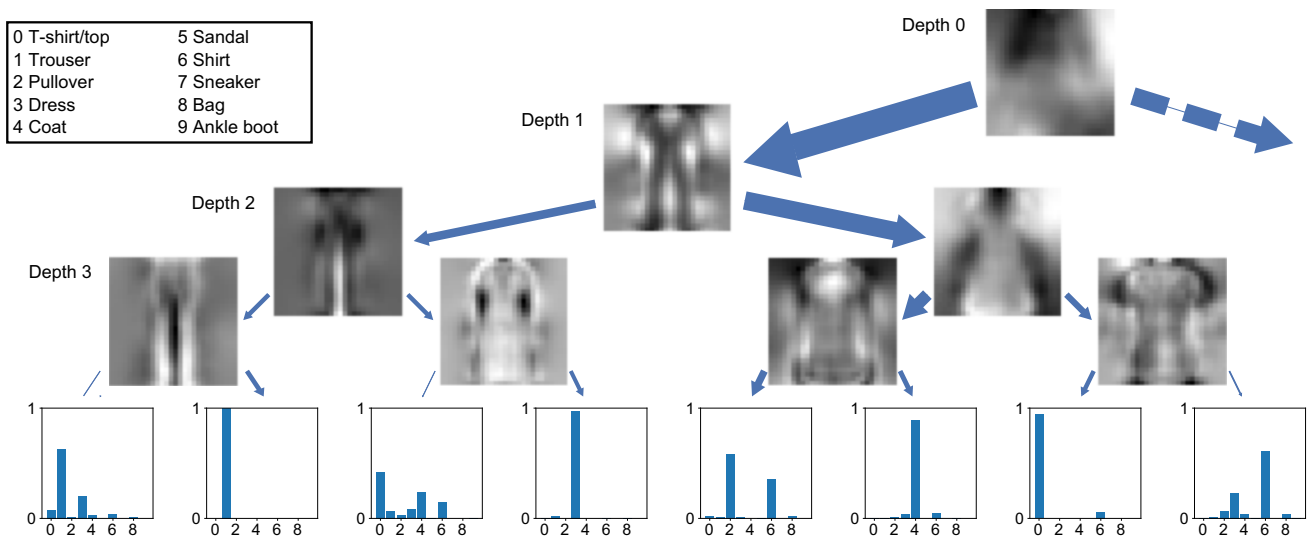 0 T-shirt/top 5 Sandal
1 Trouser 6 Shirt
2 Pullover 7 Sneaker
3 Dress 8 Bag
4 Coat 9 Ankle boot
Depth 0
Depth 1
Depth 2
Depth 3
1 1 1 1 1 1 1 1
0 0 0 0 0 0 0 0
0 2 4 6 8 0 2 4 6 8 0 2 4 6 8 0 2 4 6 8 0 2 4 6 8 0 2 4 6 8 0 2 4 6 8 0 2 4 6 8